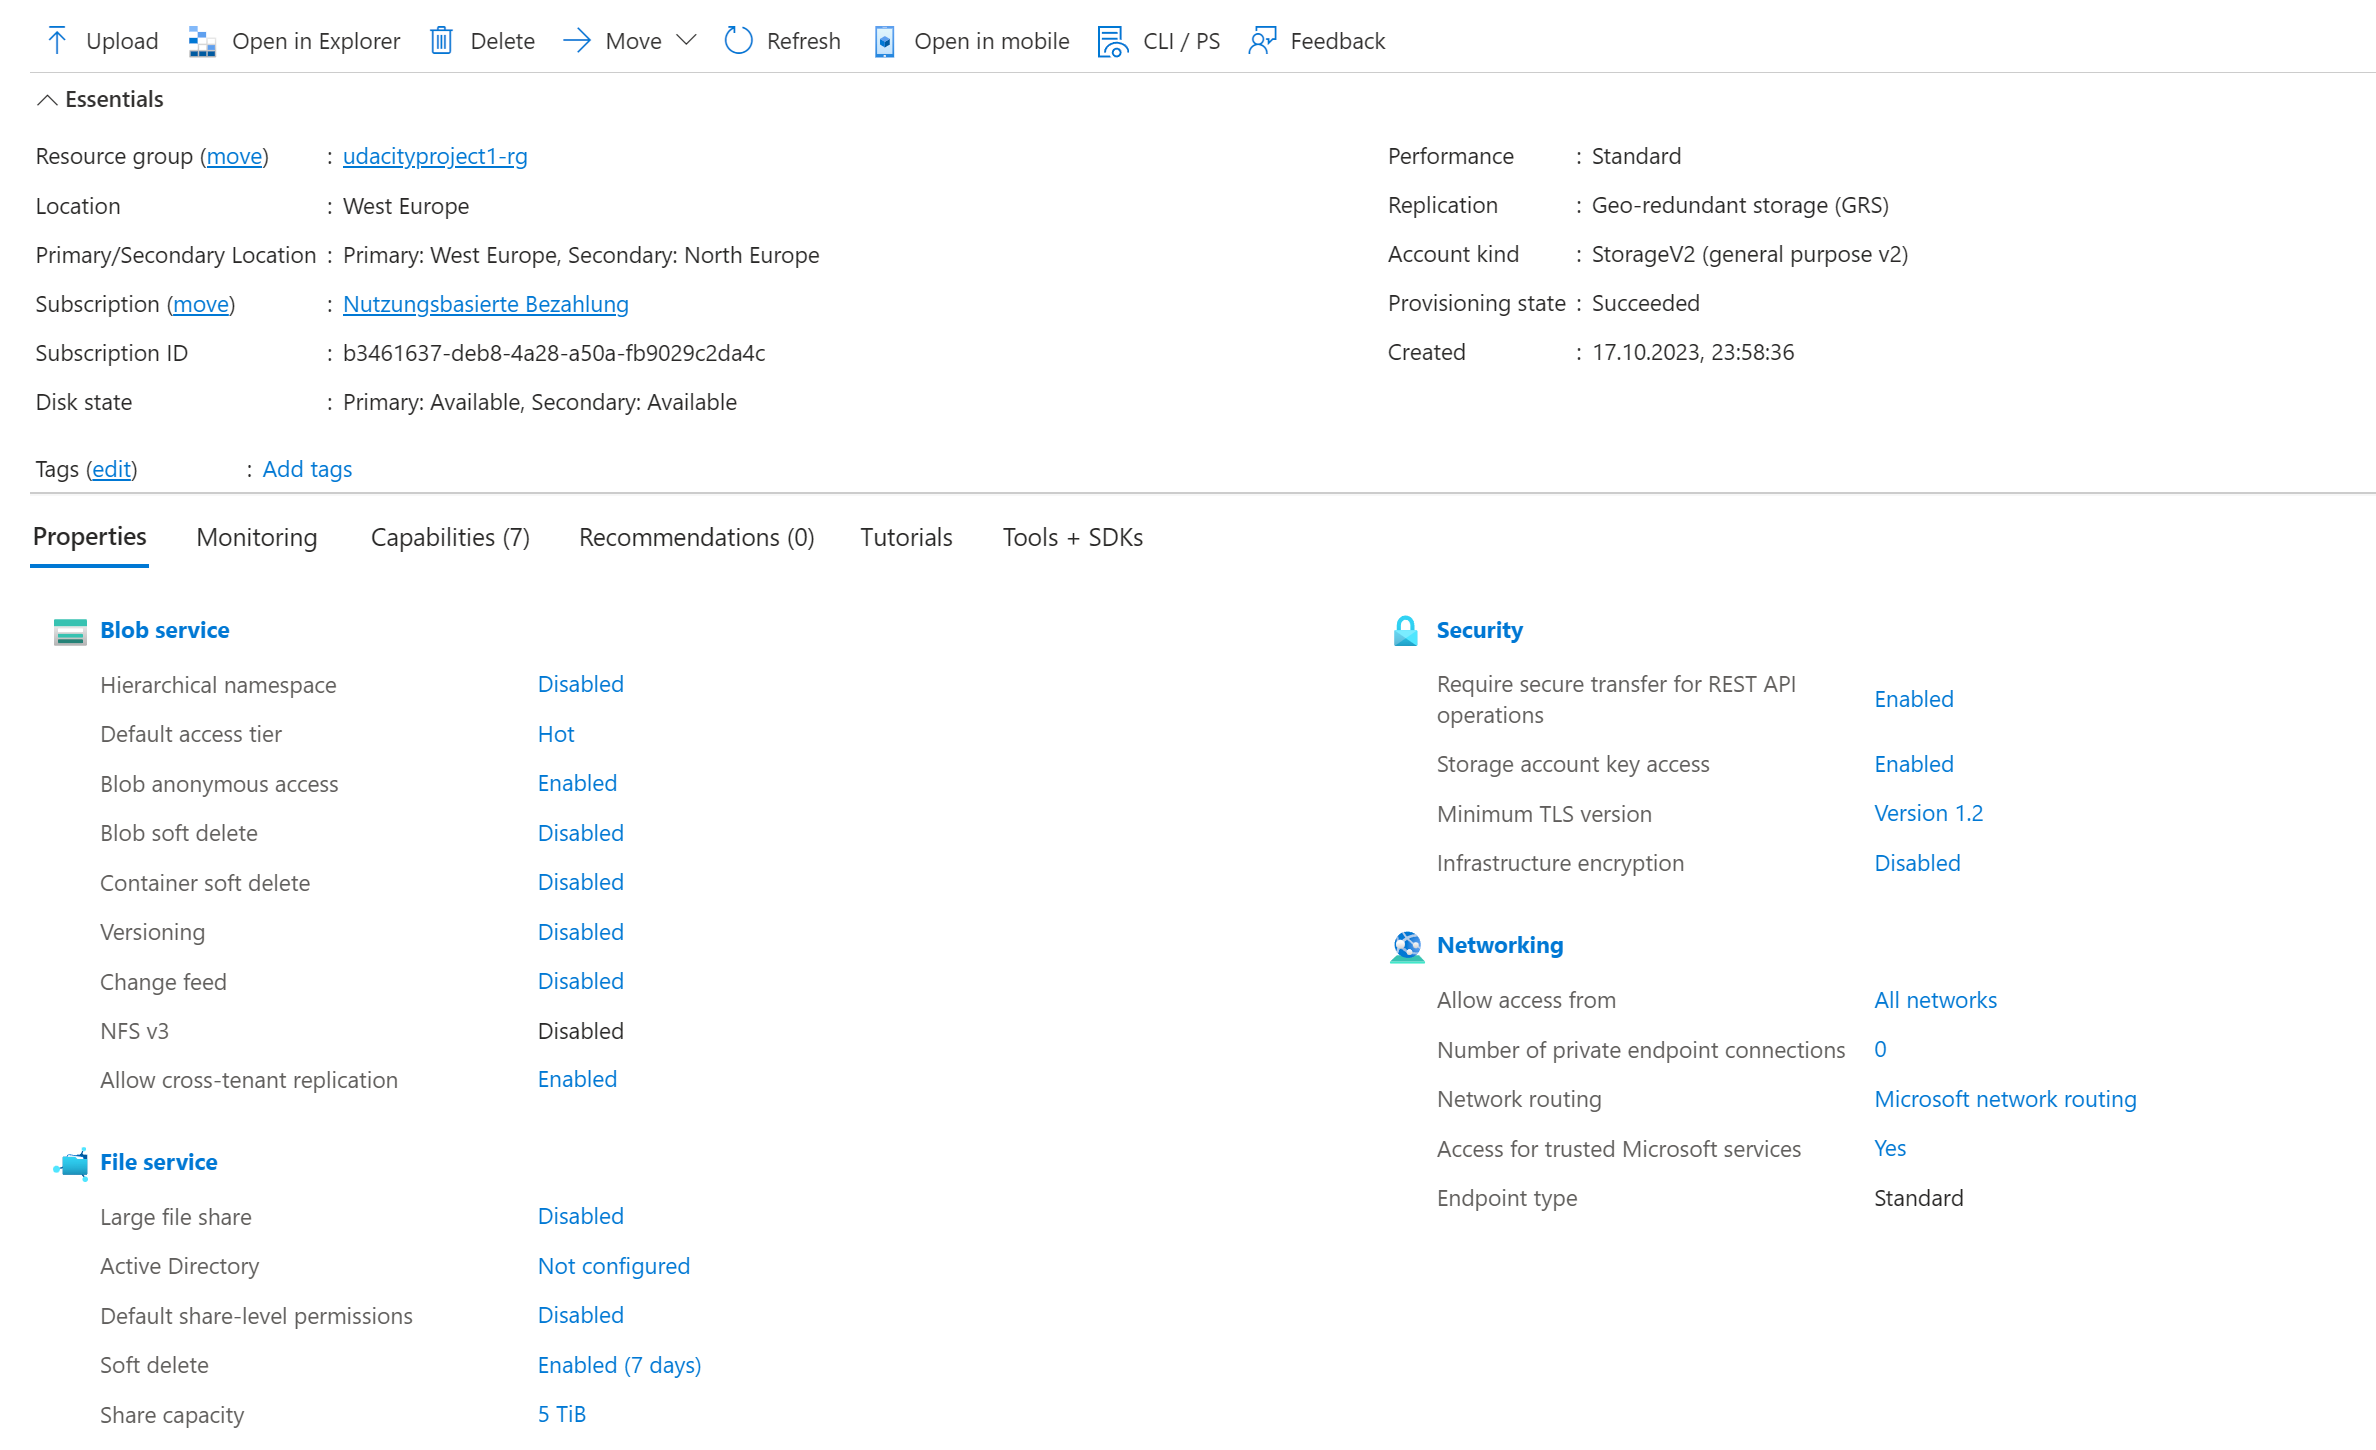 Upload Open in Explorer Delete Move Refresh Open in mobile CLI / PS Feedback
Essentials
Resource group (move) : udacityproject1-rg
Location : West Europe
Primary/Secondary Location : Primary: West Europe, Secondary: North Europe
Subscription (move) : Nutzungsbasierte Bezahlung
Subscription ID : b3461637-deb8-4a28-a50a-fb9029c2da4c
Disk state : Primary: Available, Secondary: Available
Performance : Standard
Replication : Geo-redundant storage (GRS)
Account kind : StorageV2 (general purpose v2)
Provisioning state : Succeeded
Created : 17.10.2023, 23:58:36
Tags (edit) : Add tags
Properties Monitoring Capabilities (7) Recommendations (0) Tutorials Tools + SDKs
Blob service
Hierarchical namespace Disabled
Default access tier Hot
Blob anonymous access Enabled
Blob soft delete Disabled
Container soft delete Disabled
Versioning Disabled
Change feed Disabled
NFS v3 Disabled
Allow cross-tenant replication Enabled
File service
Large file share Disabled
Active Directory Not configured
Default share-level permissions Disabled
Soft delete Enabled (7 days)
Share capacity 5 TiB
Security
Require secure transfer for REST API
operations Enabled
Storage account key access Enabled
Minimum TLS version Version 1.2
Infrastructure encryption Disabled
Networking
Allow access from All networks
Number of private endpoint connections 0
Network routing Microsoft network routing
Access for trusted Microsoft services Yes
Endpoint type Standard